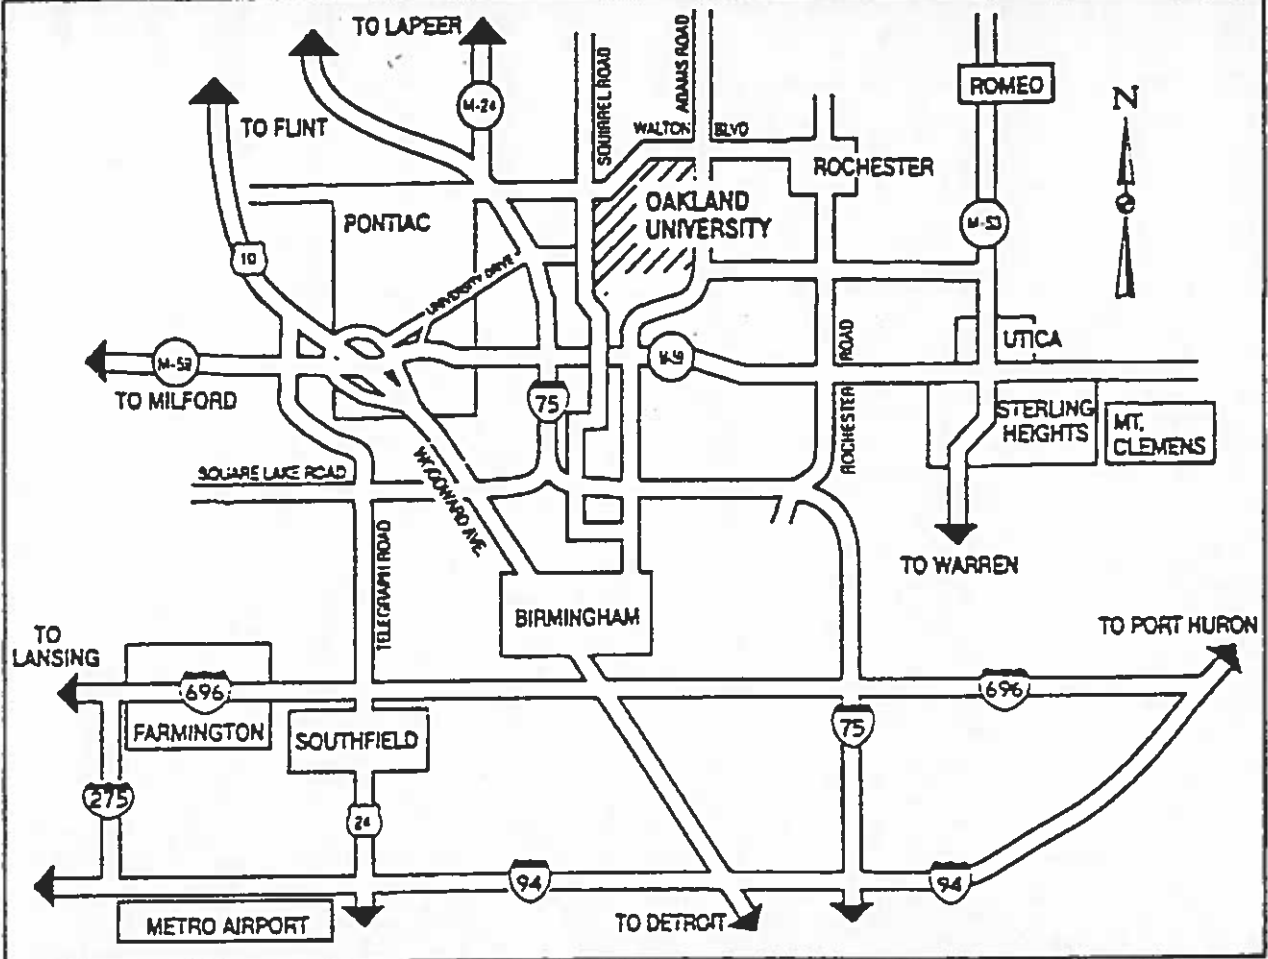 TO LAPEER
M-24
SQUIRREL ROAD
ADAMS ROAD
ROMEO
N
TO FLINT
WALTON BLVD
ROCHESTER
OAKLAND
UNIVERSITY
PONTIAC
M-53
10
UNIVERSITY DRIVE
UTICA
M-59
TO MILFORD
75
ROCHESTER ROAD
STERLING
HEIGHTS
MT.
CLEMENS
SQUARE LAKE ROAD
WOODWARD AVE.
TELEGRAPH ROAD
TO WARREN
BIRMINGHAM
TO
LANSING
TO PORT HURON
696
696
FARMINGTON
SOUTHFIELD
75
275
24
94
94
METRO AIRPORT
TO DETROIT